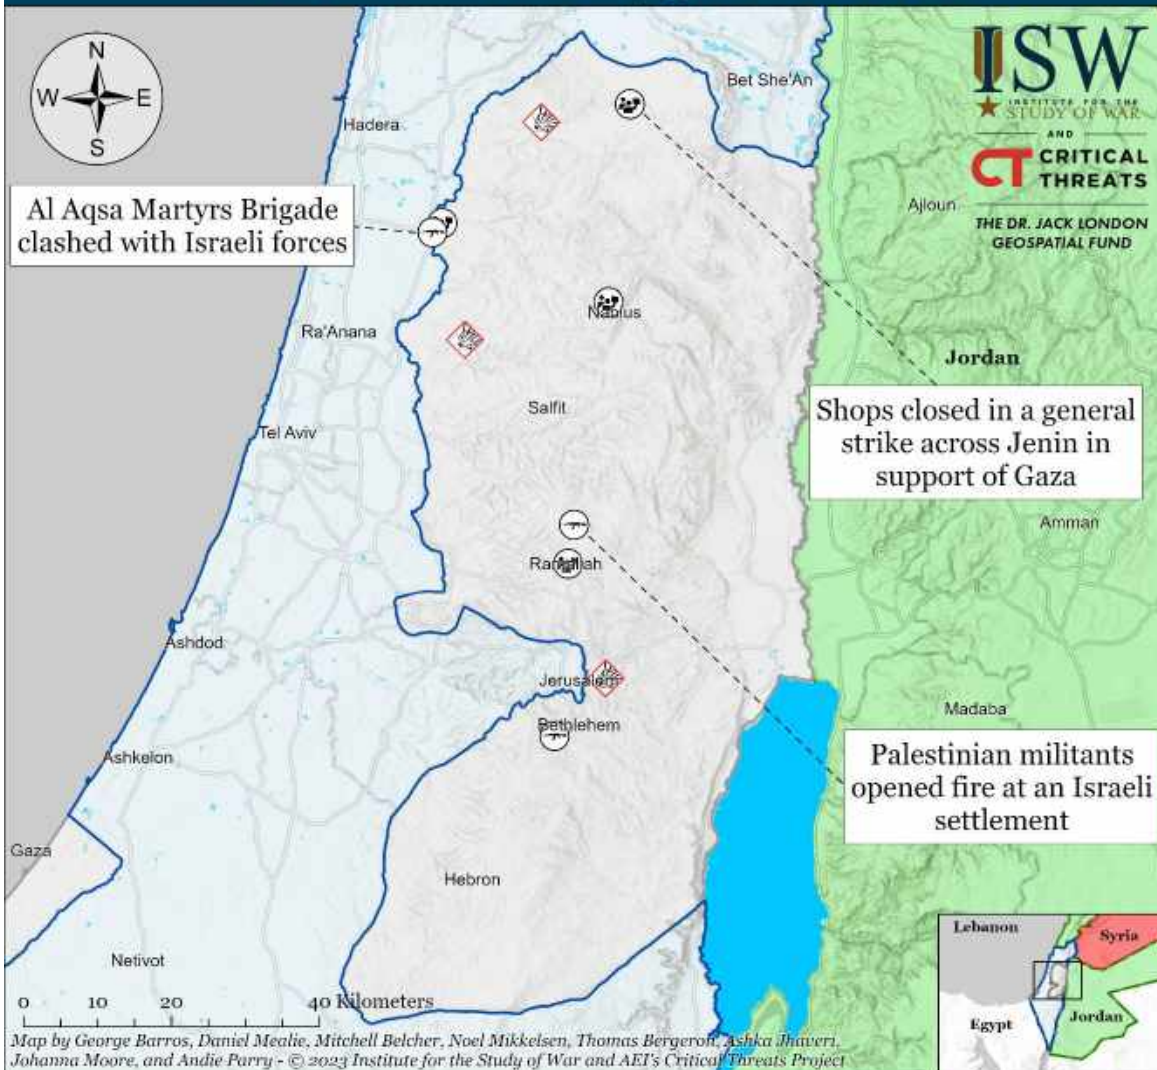 N
W
E
S
ISW
INSTITUTE FOR THE
STUDY OF WAR
AND
CT CRITICAL
THREATS
THE DR. JACK LONDON
GEOSPATIAL FUND
Bet She'An
Hadera
Ajloun
Al Aqsa Martyrs Brigade
clashed with Israeli forces
Ra'Anana
Nablus
Jordan
Salfit
Tel Aviv
Shops closed in a general
strike across Jenin in
support of Gaza
Amman
Ramallah
Ashdod
Jerusalem
Madaba
Bethlehem
Ashkelon
Palestinian militants
opened fire at an Israeli
settlement
Gaza
Hebron
Netivot
Lebanon
Syria
Egypt
Jordan
0 10 20 40 Kilometers
Map by George Barros, Daniel Mealie, Mitchell Belcher, Noel Mikkelsen, Thomas Bergeron, Ashka Jhaveri,
Johanna Moore, and Andie Parry - © 2023 Institute for the Study of War and AEI's Critical Threats Project